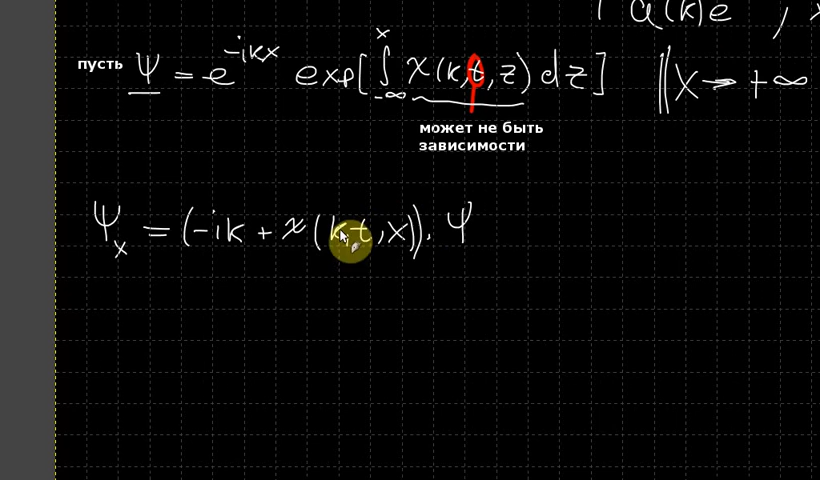 a(k)e ,
пусть Ψ = e^{-ikx} exp[∫_{-∞}^{x} χ(k,t,z)dz] ‖x→+∞
может не быть
зависимости
Ψ_x = (-ik + χ(k,t,x)). Ψ